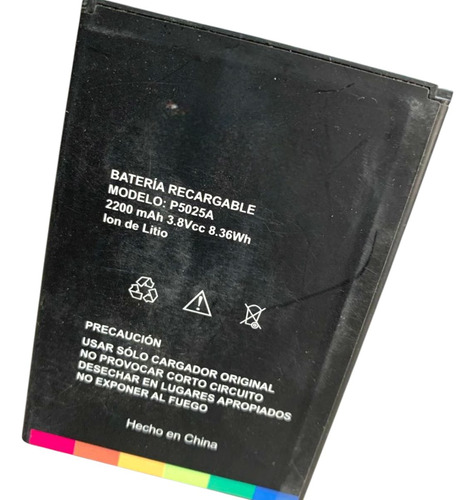 BATERÍA RECARGABLE
MODELO: P5025A
2200 mAh 3.8Vcc 8.36Wh
Ion de Litio
PRECAUCIÓN
USAR SÓLO CARGADOR ORIGINAL
NO PROVOCAR CORTO CIRCUITO
DESECHAR EN LUGARES APROPIADOS
NO EXPONER AL FUEGO
Hecho en China